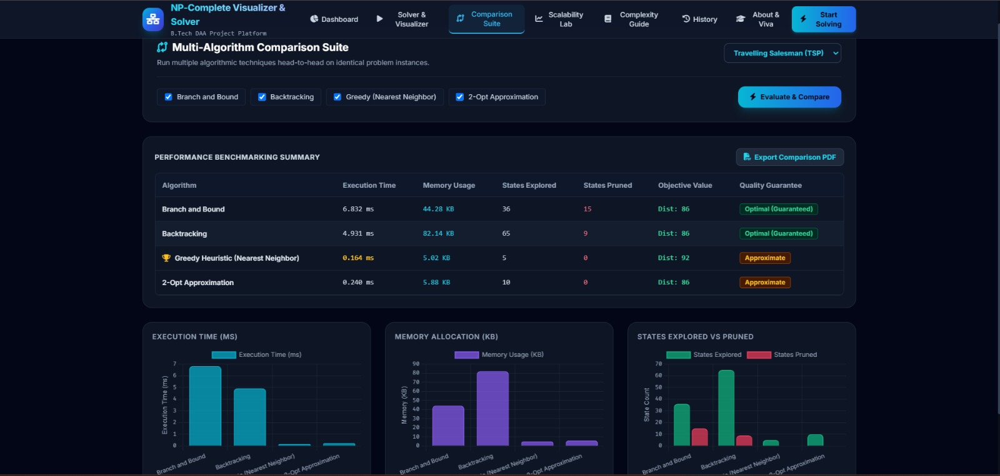 NP-Complete Visualizer &
Solver
B.Tech DAA Project Platform
Dashboard
Solver &
Visualizer
Comparison
Suite
Scalability
Lab
Complexity
Guide
History
About &
Viva
Start
Solving
Multi-Algorithm Comparison Suite
Run multiple algorithmic techniques head-to-head on identical problem instances.
Travelling Salesman (TSP)
Branch and Bound
Backtracking
Greedy (Nearest Neighbor)
2-Opt Approximation
Evaluate & Compare
PERFORMANCE BENCHMARKING SUMMARY
Export Comparison PDF
Algorithm Execution Time Memory Usage States Explored States Pruned Objective Value Quality Guarantee
Branch and Bound 6.832 ms 44.28 KB 36 15 Dist: 86 Optimal (Guaranteed)
Backtracking 4.931 ms 82.14 KB 65 9 Dist: 86 Optimal (Guaranteed)
Greedy Heuristic (Nearest Neighbor) 0.164 ms 5.02 KB 5 0 Dist: 92 Approximate
2-Opt Approximation 0.240 ms 5.88 KB 10 0 Dist: 86 Approximate
EXECUTION TIME (MS)
Execution Time (ms)
Execution Time (ms)
7
6
5
4
3
2
1
0
Branch and Bound
Backtracking
(Nearest Neighbor)
2-Opt Approximation
MEMORY ALLOCATION (KB)
Memory Usage (KB)
Memory (KB)
90
80
70
60
50
40
30
20
10
0
Branch and Bound
Backtracking
(Nearest Neighbor)
2-Opt Approximation
STATES EXPLORED VS PRUNED
States Explored
States Pruned
State Count
70
60
50
40
30
20
10
0
Branch and Bound
Backtracking
(Nearest Neighbor)
2-Opt Approximation